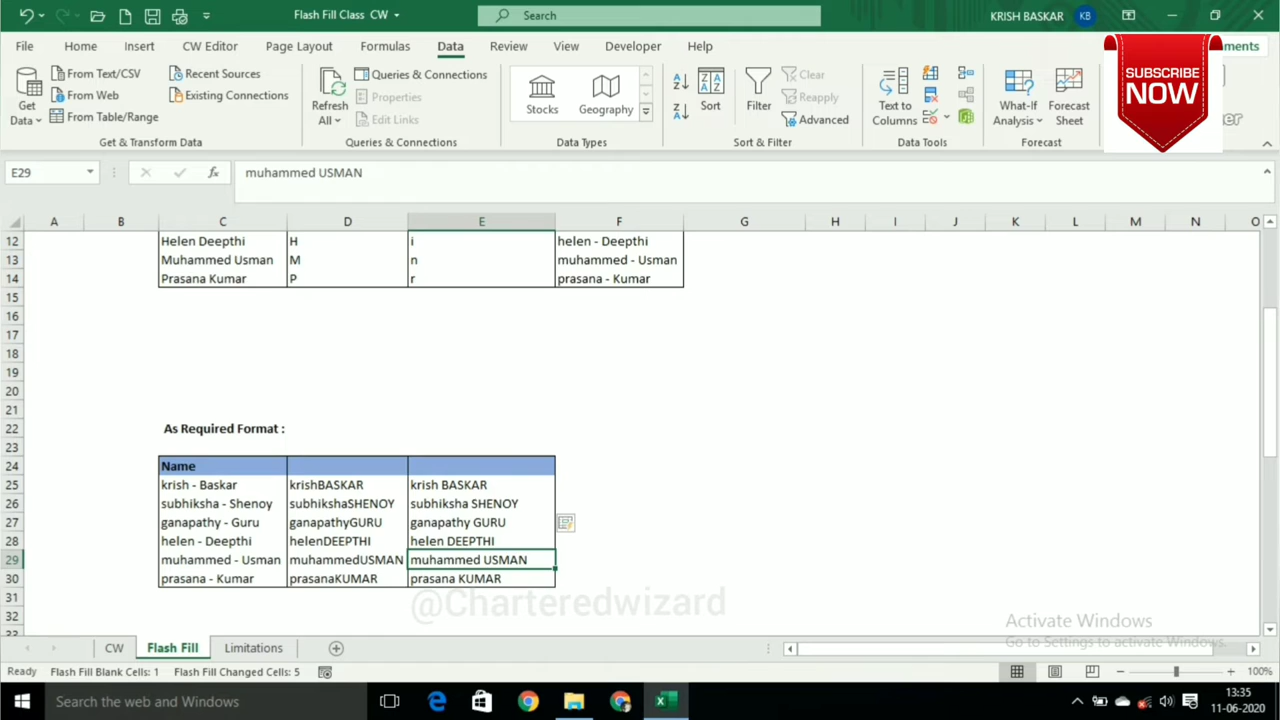 Flash Fill Class CW
Search
KRISH BASKAR
KB
File Home Insert CW Editor Page Layout Formulas Data Review View Developer Help
SUBSCRIBE
NOW
Get Data
From Text/CSV
From Web
From Table/Range
Recent Sources
Existing Connections
Get & Transform Data
Refresh All
Queries & Connections
Properties
Edit Links
Queries & Connections
Stocks
Geography
Data Types
Sort
Filter
Clear
Reapply
Advanced
Sort & Filter
Text to Columns
Data Tools
What-If Analysis
Forecast Sheet
Forecast
E29
fx
muhammed USMAN
A B C D E F G H I J K L M N O
12 Helen Deepthi H i helen - Deepthi
13 Muhammed Usman M n muhammed - Usman
14 Prasana Kumar P r prasana - Kumar
15
16
17
18
19
20
21
22 As Required Format :
23
24 Name
25 krish - Baskar krishBASKAR krish BASKAR
26 subhiksha - Shenoy subhikshaSHENOY subhiksha SHENOY
27 ganapathy - Guru ganapathyGURU ganapathy GURU
28 helen - Deepthi helenDEEPTHI helen DEEPTHI
29 muhammed - Usman muhammedUSMAN muhammed USMAN
30 prasana - Kumar prasanaKUMAR prasana KUMAR
31
32
@Charteredwizard
Activate Windows
Go to Settings to activate Windows.
CW Flash Fill Limitations
Ready Flash Fill Blank Cells: 1 Flash Fill Changed Cells: 5
100%
Search the web and Windows
13:35
11-06-2020